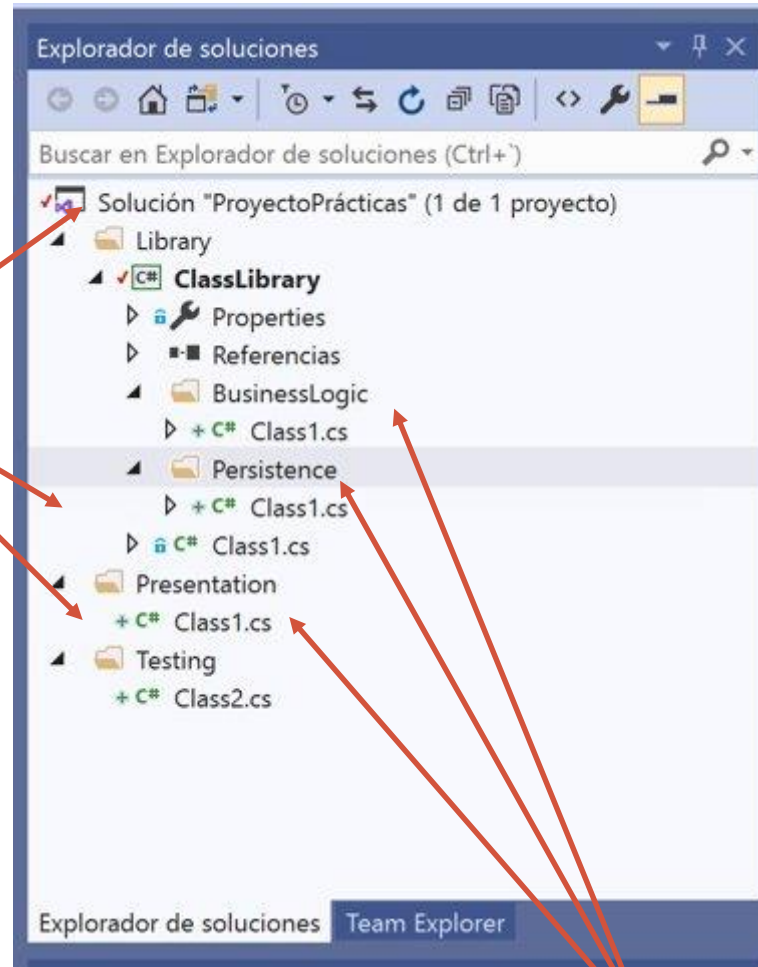 Explorador de soluciones
Buscar en Explorador de soluciones (Ctrl+`)
Solución "ProyectoPrácticas" (1 de 1 proyecto)
Library
C# ClassLibrary
Properties
Referencias
BusinessLogic
+ C# Class1.cs
Persistence
+ C# Class1.cs
C# Class1.cs
Presentation
+ C# Class1.cs
Testing
+ C# Class2.cs
Explorador de soluciones Team Explorer